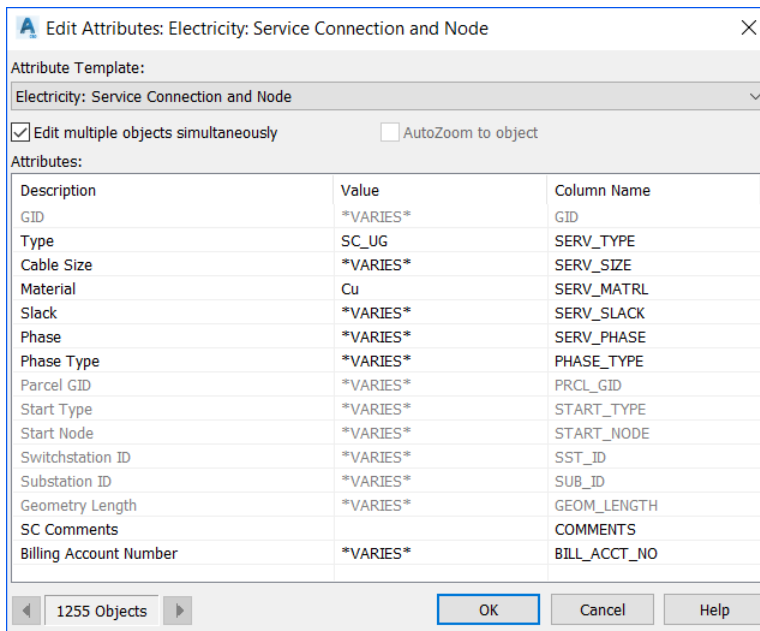 Edit Attributes: Electricity: Service Connection and Node
Attribute Template:
Electricity: Service Connection and Node
Edit multiple objects simultaneously AutoZoom to object
Attributes:
Description Value Column Name
GID *VARIES* GID
Type SC_UG SERV_TYPE
Cable Size *VARIES* SERV_SIZE
Material Cu SERV_MATRL
Slack *VARIES* SERV_SLACK
Phase *VARIES* SERV_PHASE
Phase Type *VARIES* PHASE_TYPE
Parcel GID *VARIES* PRCL_GID
Start Type *VARIES* START_TYPE
Start Node *VARIES* START_NODE
Switchstation ID *VARIES* SST_ID
Substation ID *VARIES* SUB_ID
Geometry Length *VARIES* GEOM_LENGTH
SC Comments COMMENTS
Billing Account Number *VARIES* BILL_ACCT_NO
1255 Objects OK Cancel Help